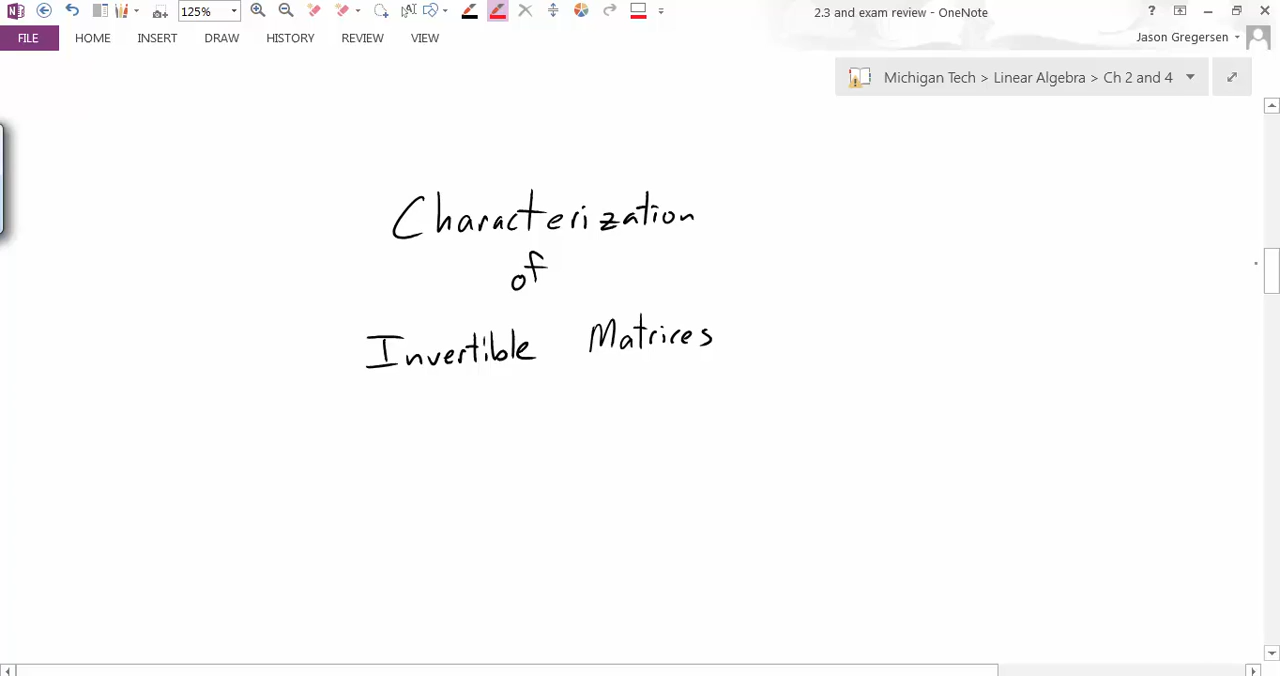 125%
2.3 and exam review - OneNote
?
FILE
HOME
INSERT
DRAW
HISTORY
REVIEW
VIEW
Jason Gregersen
Michigan Tech > Linear Algebra > Ch 2 and 4
Characterization
of
Invertible Matrices